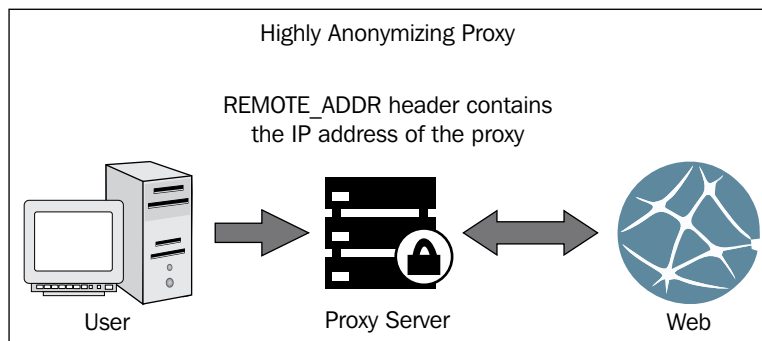 Highly Anonymizing Proxy
REMOTE_ADDR header contains
the IP address of the proxy
User
Proxy Server
Web